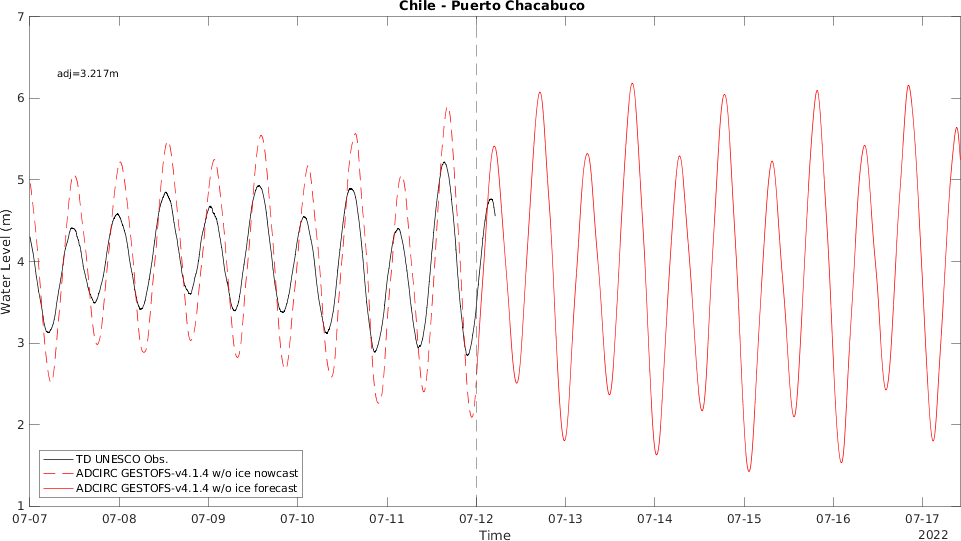 Chile - Puerto Chacabuco
7
6
5
4
3
2
1
adj=3.217m
Water Level (m)
TD UNESCO Obs.
ADCIRC GESTOFS-v4.1.4 w/o ice nowcast
ADCIRC GESTOFS-v4.1.4 w/o ice forecast
07-07 07-08 07-09 07-10 07-11 07-12 07-13 07-14 07-15 07-16 07-17
Time
2022